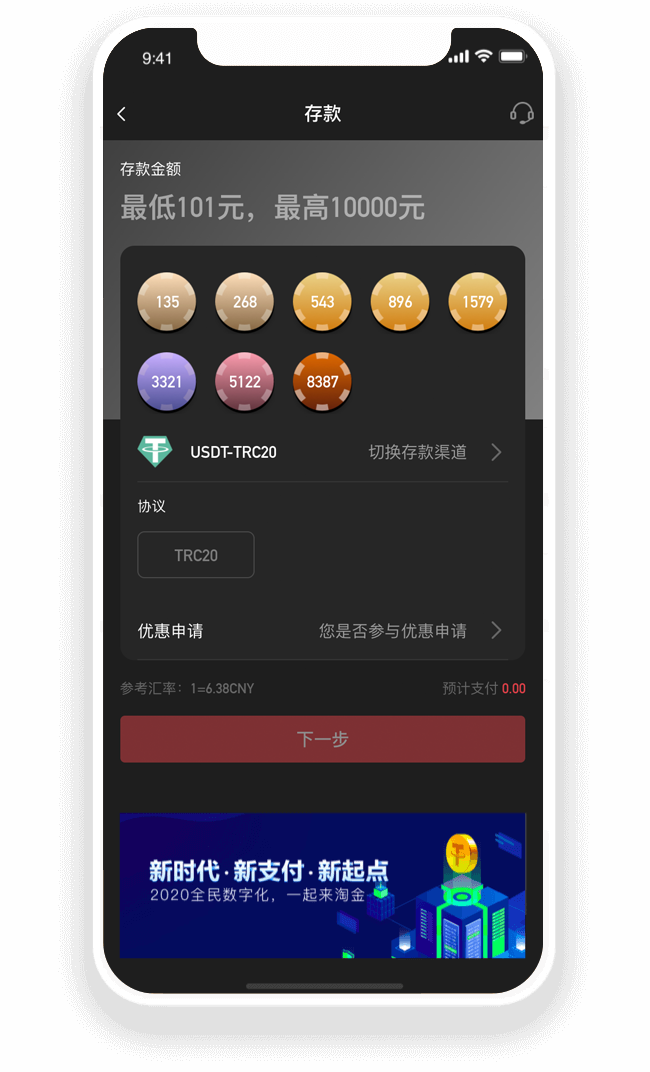 9:41
存款
存款金额
最低101元，最高10000元
135 268 543 896 1579
3321 5122 8387
USDT-TRC20 切换存款渠道
协议
TRC20
优惠申请 您是否参与优惠申请
参考汇率：1=6.38CNY 预计支付 0.00
下一步
新时代·新支付·新起点
2020全民数字化，一起来淘金